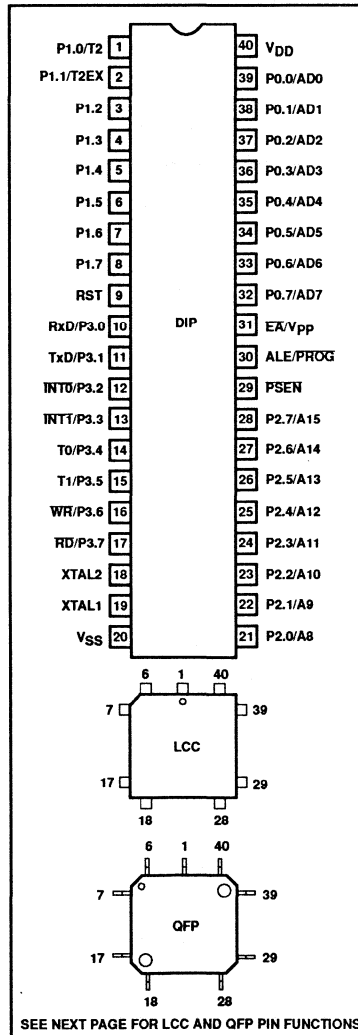 P1.0/T2 1 40 VDD
P1.1/T2EX 2 39 P0.0/AD0
P1.2 3 38 P0.1/AD1
P1.3 4 37 P0.2/AD2
P1.4 5 36 P0.3/AD3
P1.5 6 35 P0.4/AD4
P1.6 7 34 P0.5/AD5
P1.7 8 33 P0.6/AD6
RST 9 32 P0.7/AD7
DIP
RxD/P3.0 10 31 E̅A̅/VPP
TxD/P3.1 11 30 ALE/P̅R̅O̅G̅
I̅N̅T̅0̅/P3.2 12 29 P̅S̅E̅N̅
I̅N̅T̅1̅/P3.3 13 28 P2.7/A15
T0/P3.4 14 27 P2.6/A14
T1/P3.5 15 26 P2.5/A13
W̅R̅/P3.6 16 25 P2.4/A12
R̅D̅/P3.7 17 24 P2.3/A11
XTAL2 18 23 P2.2/A10
XTAL1 19 22 P2.1/A9
VSS 20 21 P2.0/A8
6 1 40
7 39
LCC
17 29
18 28
6 1 40
7 39
QFP
17 29
18 28
SEE NEXT PAGE FOR LCC AND QFP PIN FUNCTIONS